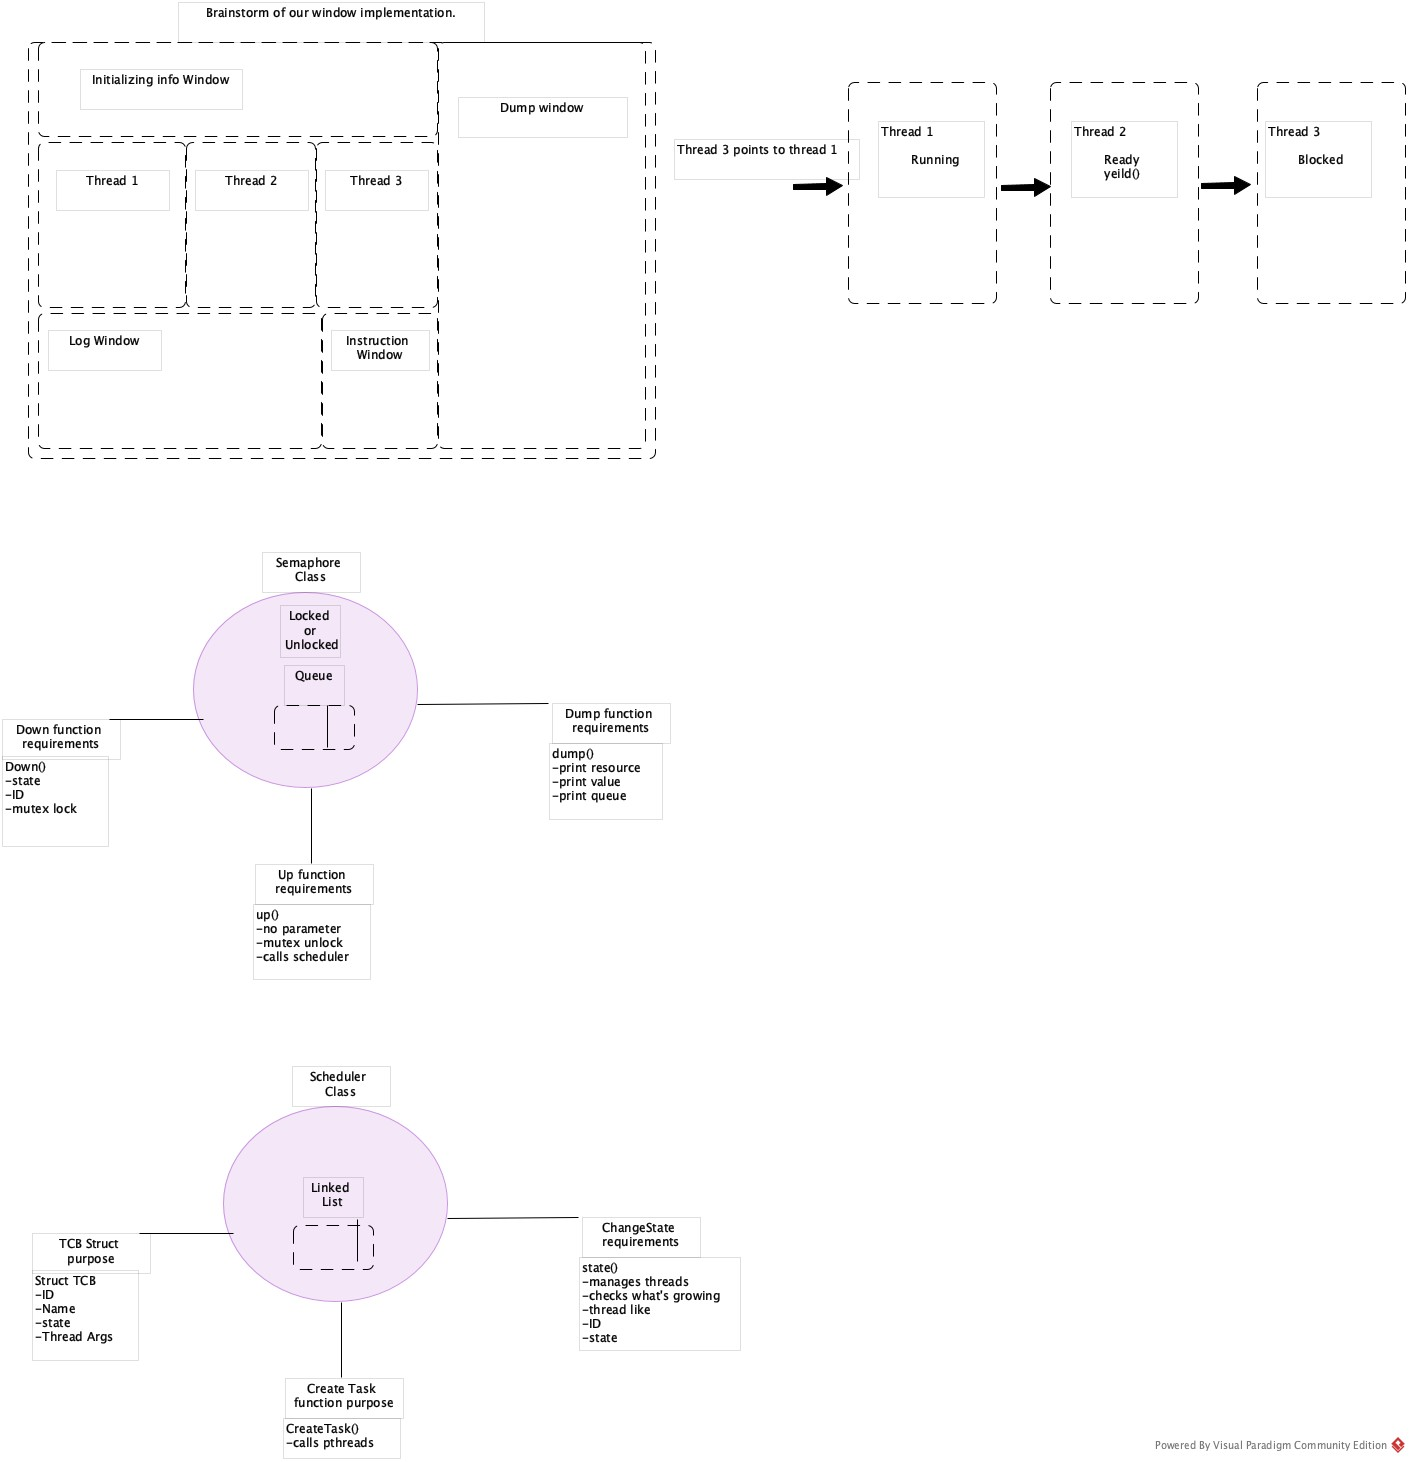 Brainstorm of our window implementation.
Initializing info Window
Dump window
Thread 1
Thread 2
Thread 3
Log Window
Instruction
Window
Thread 3 points to thread 1
Thread 1
Running
Thread 2
Ready
yeild()
Thread 3
Blocked
Semaphore
Class
Locked
or
Unlocked
Queue
Down function
requirements
Down()
-state
-ID
-mutex lock
Dump function
requirements
dump()
-print resource
-print value
-print queue
Up function
requirements
up()
-no parameter
-mutex unlock
-calls scheduler
Scheduler
Class
Linked
List
TCB Struct
purpose
Struct TCB
-ID
-Name
-state
-Thread Args
ChangeState
requirements
state()
-manages threads
-checks what's growing
-thread like
-ID
-state
Create Task
function purpose
CreateTask()
-calls pthreads
Powered By Visual Paradigm Community Edition